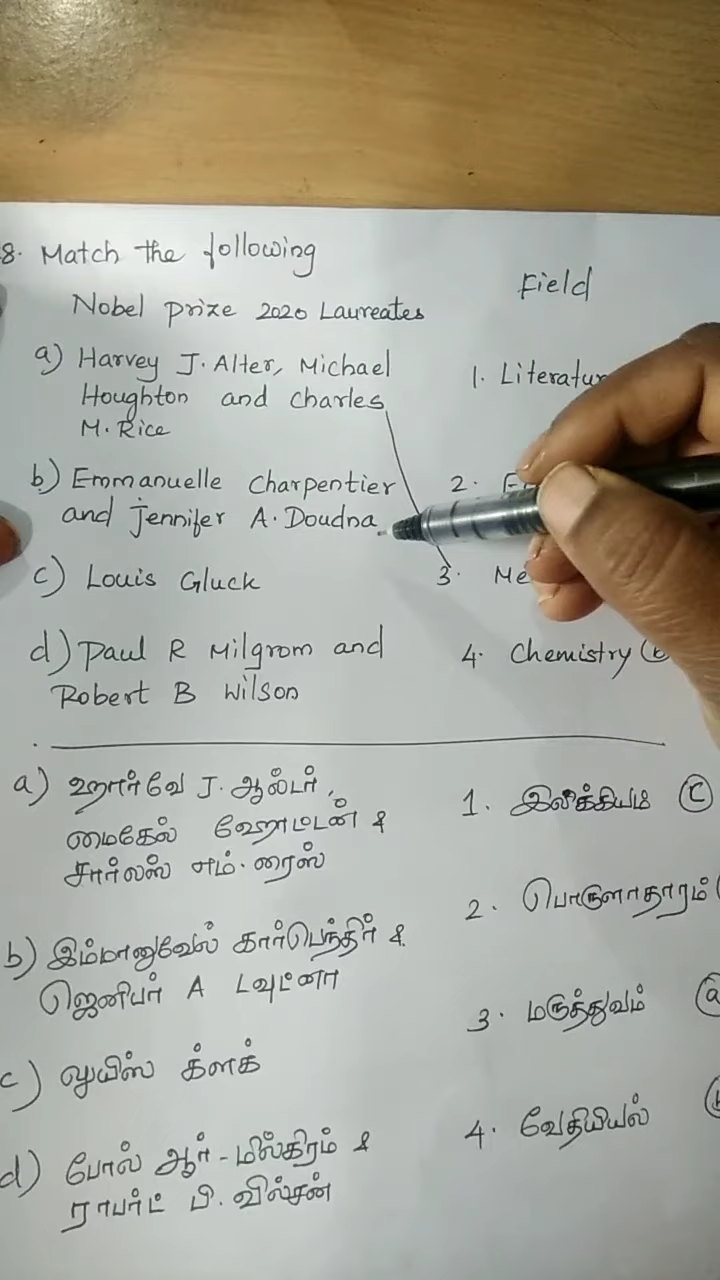 8. Match the following
Nobel prize 2020 Laureates
Field
a) Harvey J. Alter, Michael
Houghton and Charles
M. Rice
1.
b) Emmanuelle Charpentier
and Jennifer A. Doudna
2.
c) Louis Gluck
3.
d) Paul R Milgrom and
Robert B Wilson
4. Chemistry (b
a) ஹார்வே J. ஆல்டர்,
மைகேல் ஹோட்டன் &
சார்லஸ் எம். ரைஸ்
1. இலக்கியம் (C)
b) இம்மானுவேல் கார்பெந்திர் &
ஜெனிபர் A டவுட்னா
2. பொருளாதாரம்
c) லுயிஸ் க்ளக்
3. மருத்துவம் (a
d) போல் ஆர் - மில்கிரம் &
ராபர்ட் பி. வில்சன்
4. வேதியியல் (b